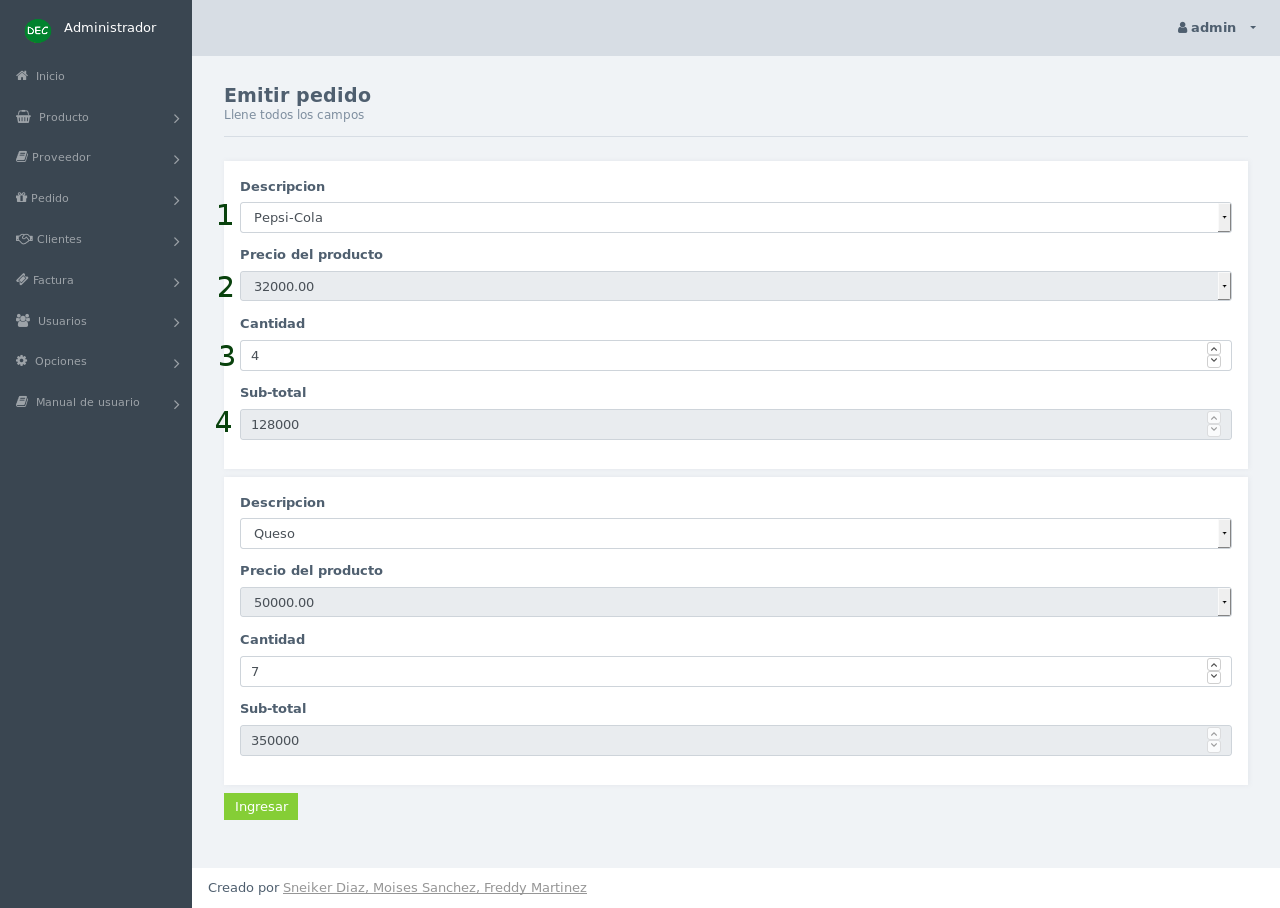 DEC Administrador
admin
Inicio
Producto
Proveedor
Pedido
Clientes
Factura
Usuarios
Opciones
Manual de usuario
Emitir pedido
Llene todos los campos
Descripcion
1 Pepsi-Cola
Precio del producto
2 32000.00
Cantidad
3 4
Sub-total
4 128000
Descripcion
Queso
Precio del producto
50000.00
Cantidad
7
Sub-total
350000
Ingresar
Creado por Sneiker Diaz, Moises Sanchez, Freddy Martinez